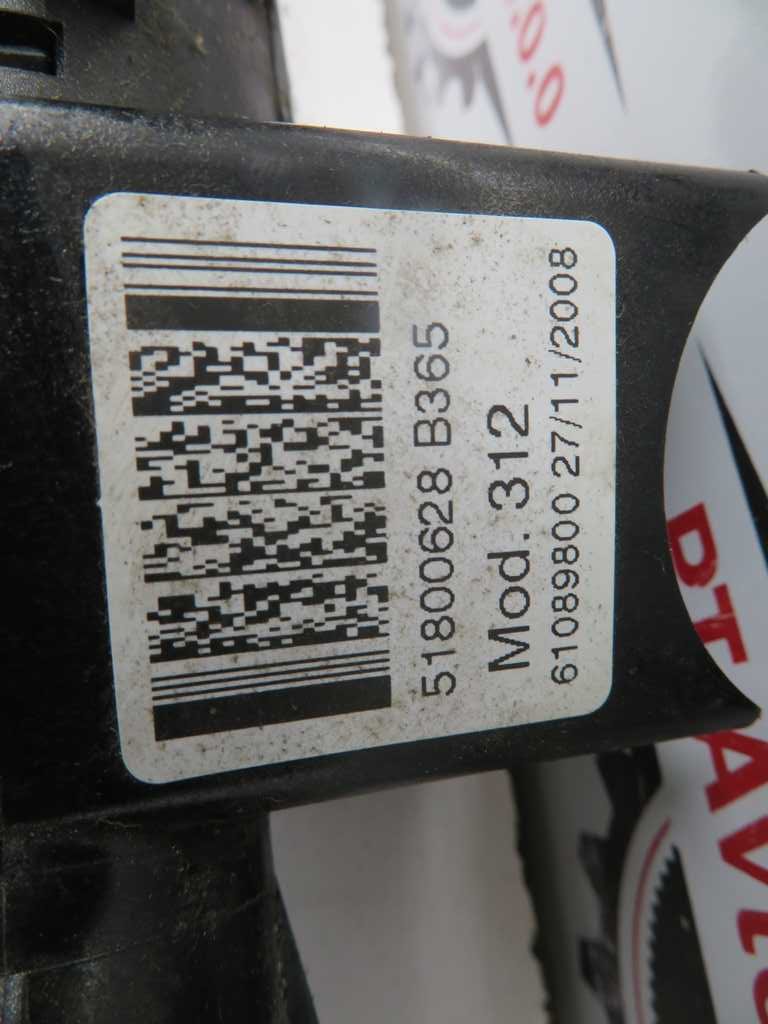 51800628 B365
Mod. 312
61089800 27/11/2008
O.O